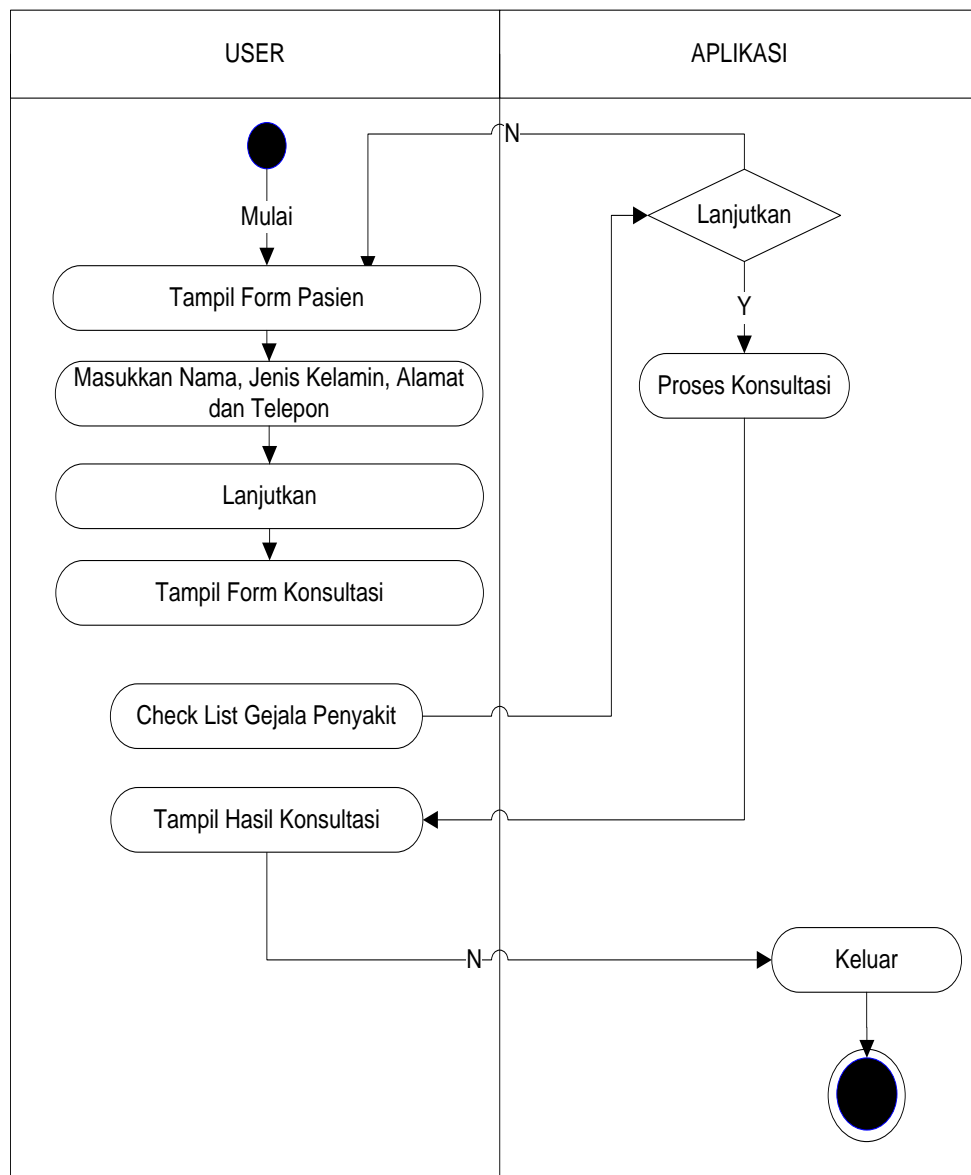 USER
APLIKASI
N
Mulai
Lanjutkan
Tampil Form Pasien
Y
Masukkan Nama, Jenis Kelamin, Alamat
dan Telepon
Proses Konsultasi
Lanjutkan
Tampil Form Konsultasi
Check List Gejala Penyakit
Tampil Hasil Konsultasi
N
Keluar